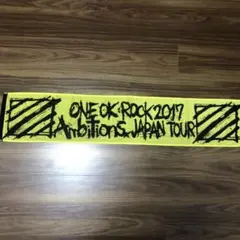 ONE OK ROCK 2017
Ambitions JAPAN TOUR